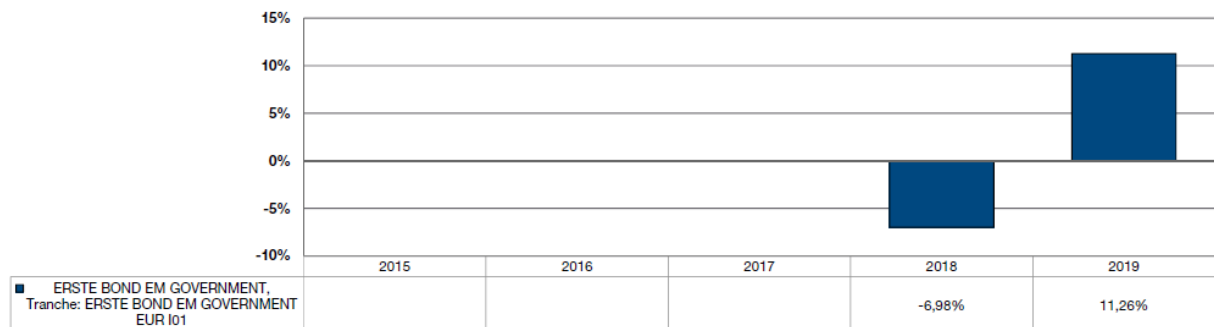 15%
10%
5%
0%
-5%
-10%
2015 2016 2017 2018 2019
ERSTE BOND EM GOVERNMENT,
Tranche: ERSTE BOND EM GOVERNMENT
EUR I01
-6,98% 11,26%